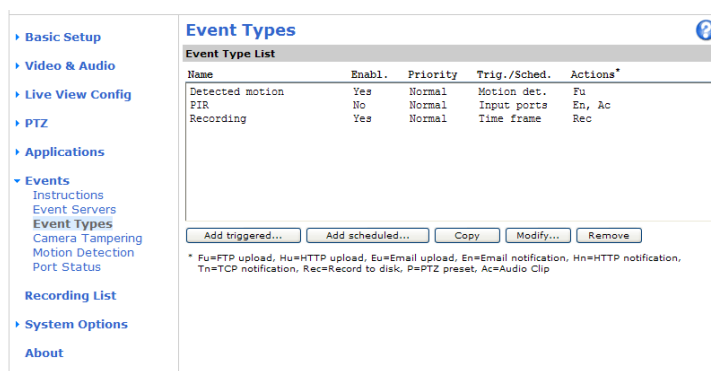 Basic Setup
Video & Audio
Live View Config
PTZ
Applications
Events
Instructions
Event Servers
Event Types
Camera Tampering
Motion Detection
Port Status
Recording List
System Options
About
Event Types
?
Event Type List
Name Enabl. Priority Trig./Sched. Actions*
Detected motion Yes Normal Motion det. Fu
PIR No Normal Input ports En, Ac
Recording Yes Normal Time frame Rec
Add triggered... Add scheduled... Copy Modify... Remove
* Fu=FTP upload, Hu=HTTP upload, Eu=Email upload, En=Email notification, Hn=HTTP notification,
Tn=TCP notification, Rec=Record to disk, P=PTZ preset, Ac=Audio Clip